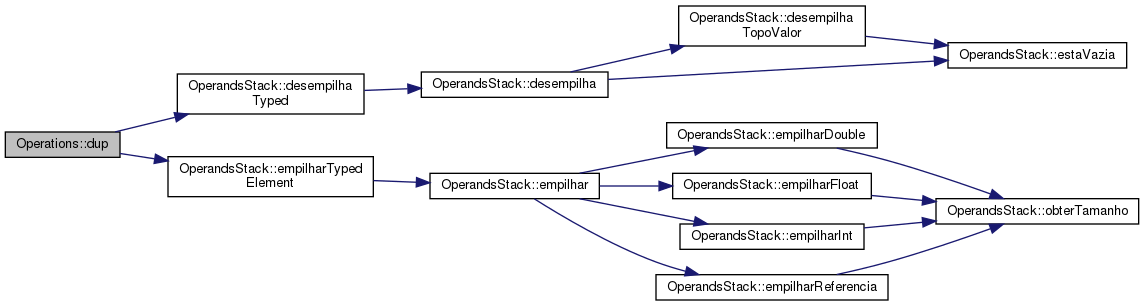 Operations::dup
OperandsStack::desempilha
Typed
OperandsStack::empilharTyped
Element
OperandsStack::desempilha
OperandsStack::desempilha
TopoValor
OperandsStack::estaVazia
OperandsStack::empilhar
OperandsStack::empilharDouble
OperandsStack::empilharFloat
OperandsStack::empilharInt
OperandsStack::empilharReferencia
OperandsStack::obterTamanho